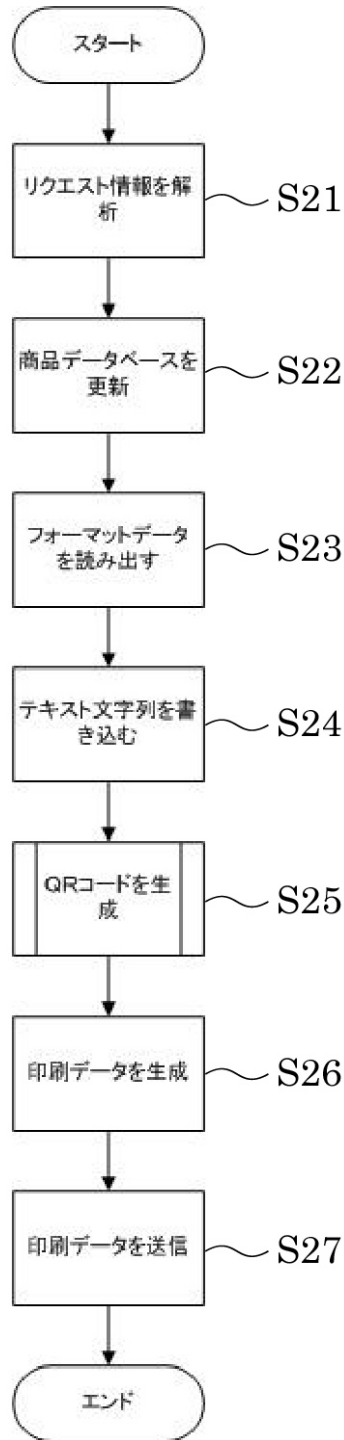 スタート
リクエスト情報を解
析
S21
商品データベースを
更新
S22
フォーマットデータ
を読み出す
S23
テキスト文字列を書
き込む
S24
QRコードを生
成
S25
印刷データを生成
S26
印刷データを送信
S27
エンド